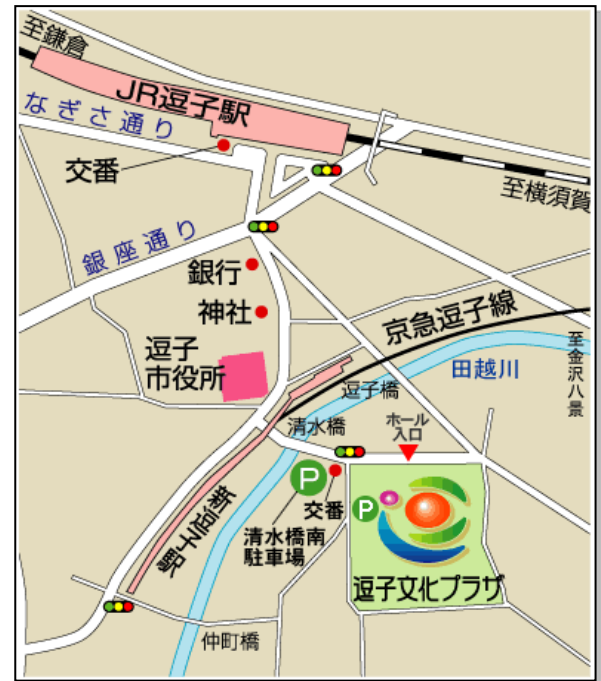 至鎌倉
JR逗子駅
なぎさ通り
交番
至横須賀
銀座通り
銀行
神社
京急逗子線
逗子
市役所
逗子橋
田越川
至金沢八景
清水橋
ホール
入口
P
交番
P
清水橋南
駐車場
新逗子駅
逗子文化プラザ
仲町橋